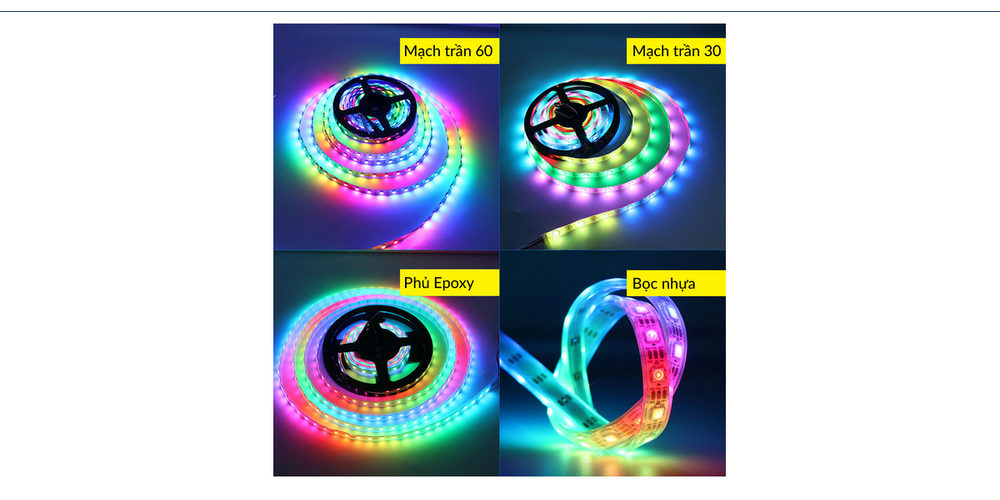 Mạch trần 60
Mạch trần 30
Phủ Epoxy
Bọc nhựa